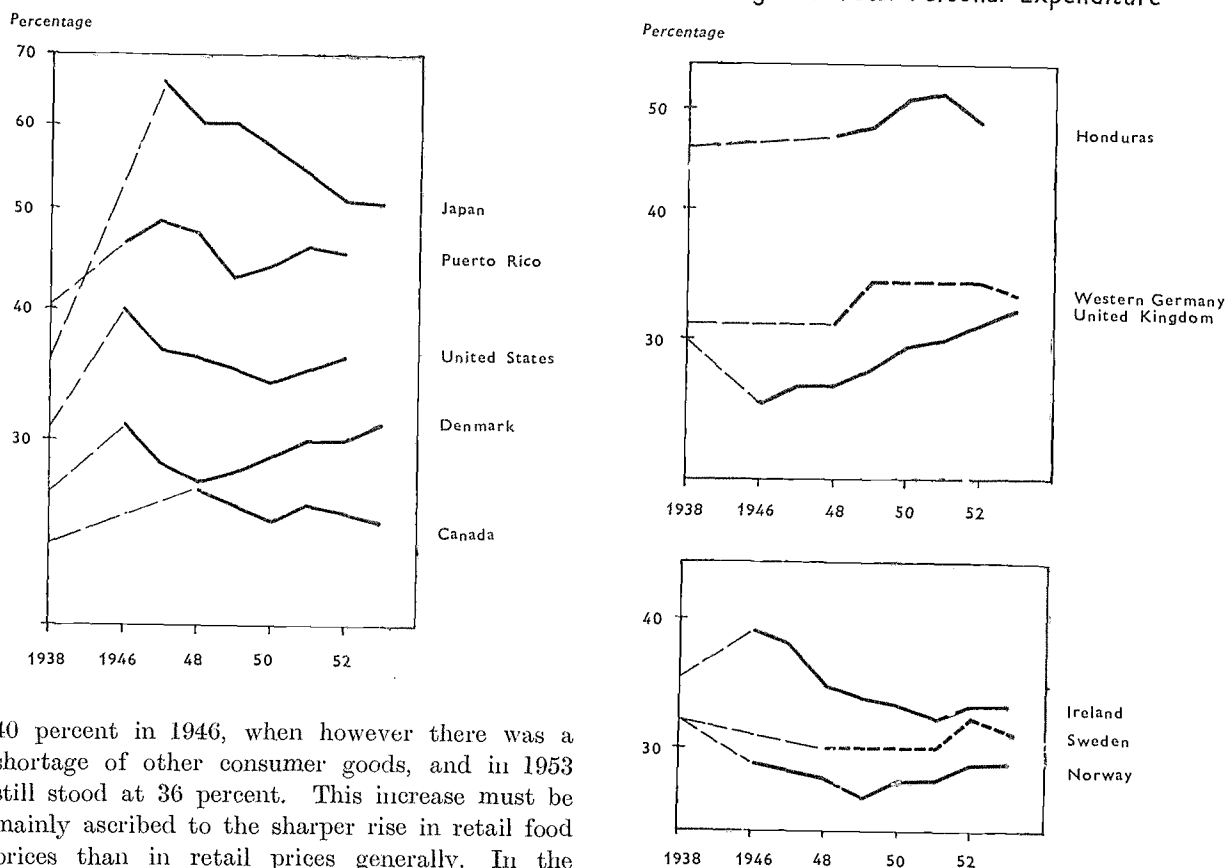 Personal Expenditure
Percentage
70
60
50
40
30
Japan
Puerto Rico
United States
Denmark
Canada
1938 1946 48 50 52
Percentage
50
40
30
Honduras
Western Germany
United Kingdom
1938 1946 48 50 52
40
30
Ireland
Sweden
Norway
1938 1946 48 50 52
40 percent in 1946, when however there was a
shortage of other consumer goods, and in 1953
still stood at 36 percent. This increase must be
mainly ascribed to the sharper rise in retail food
prices than in retail prices generally. In the